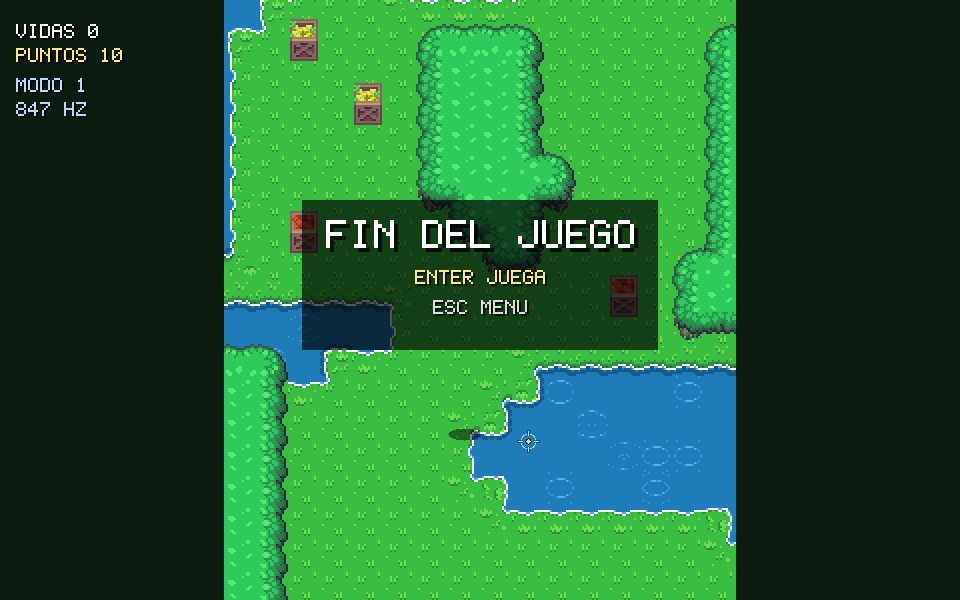 VIDAS 0
PUNTOS 10
MODO 1
847 HZ
FIN DEL JUEGO
ENTER JUEGA
ESC MENU